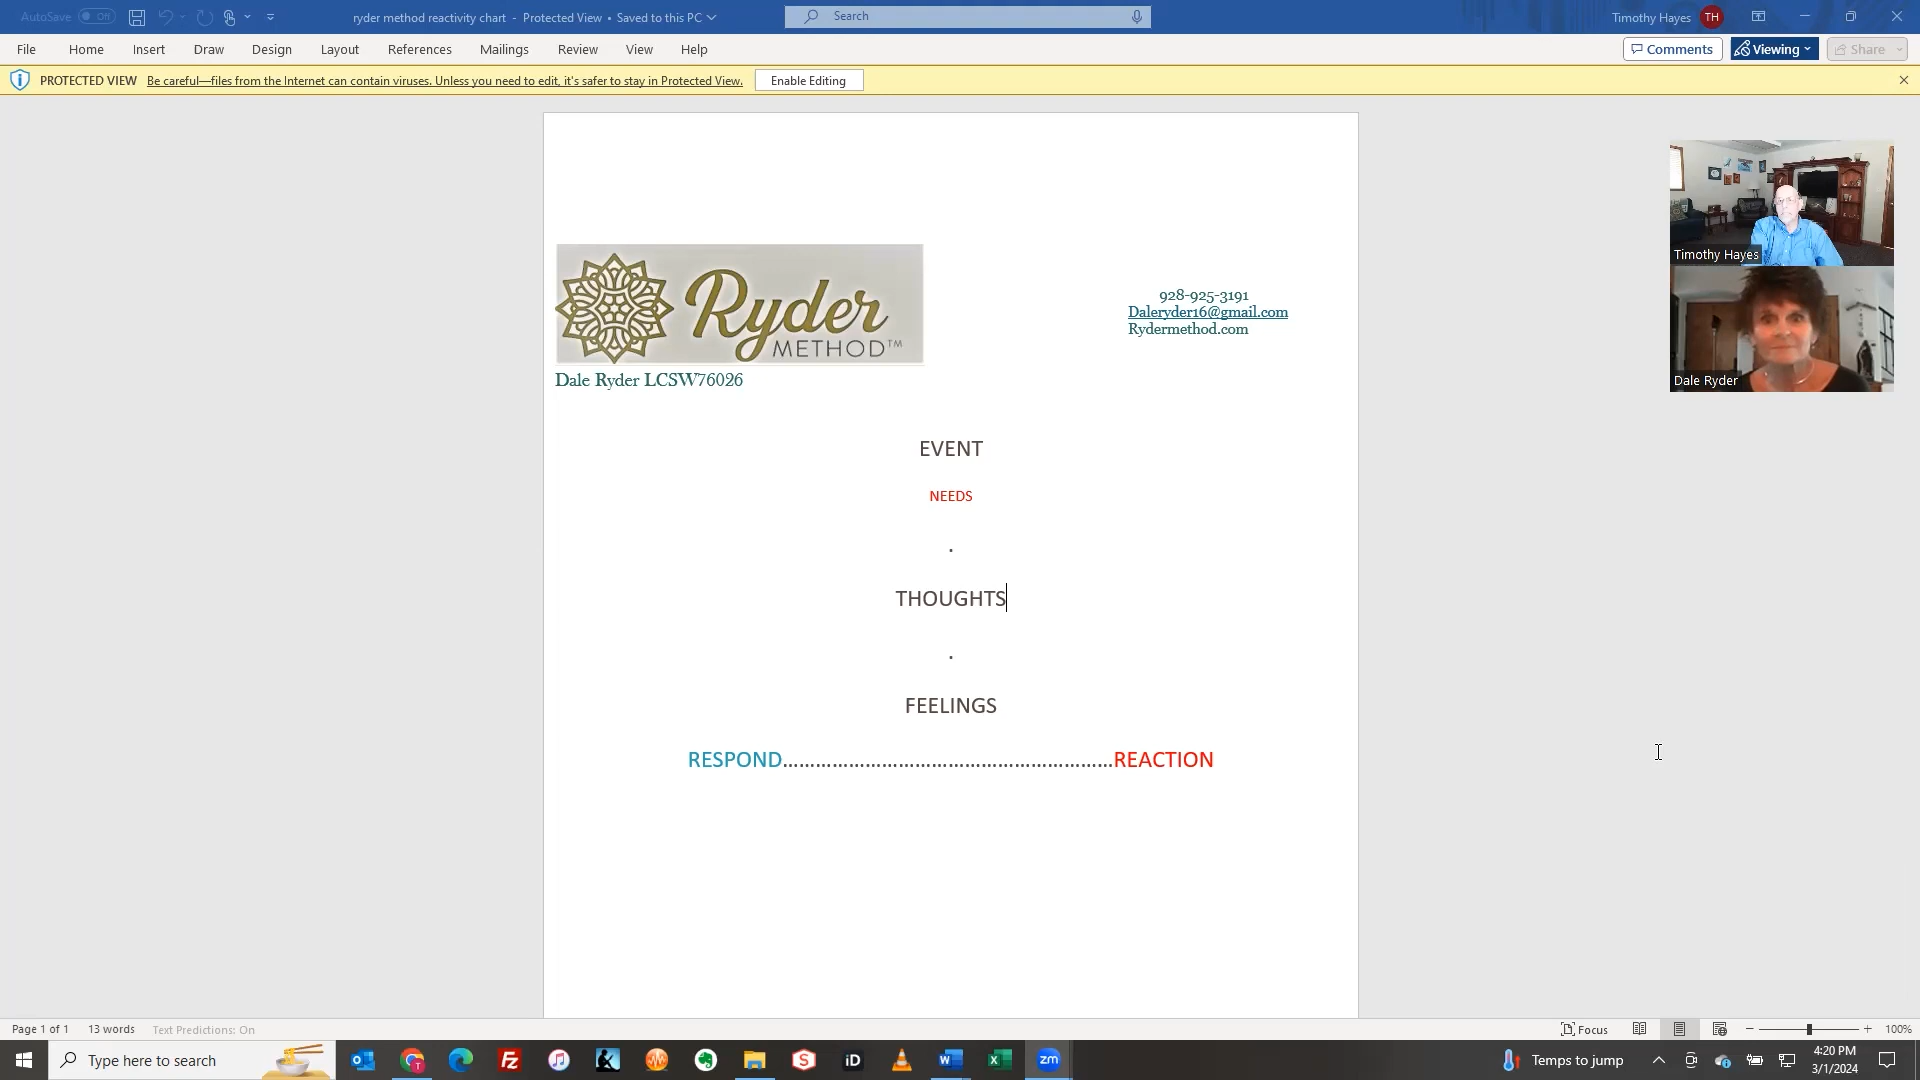 AutoSave Off ryder method reactivity chart - Protected View • Saved to this PC Search Timothy Hayes TH
File Home Insert Draw Design Layout References Mailings Review View Help Comments Viewing Share
PROTECTED VIEW Be careful—files from the Internet can contain viruses. Unless you need to edit, it's safer to stay in Protected View. Enable Editing
Timothy Hayes
Dale Ryder
Ryder
METHOD™
928-925-3191
Daleryder16@gmail.com
Rydermethod.com
Dale Ryder LCSW76026
EVENT
NEEDS
.
THOUGHTS
.
FEELINGS
RESPOND......................................................REACTION
Page 1 of 1 13 words Text Predictions: On Focus 100%
Type here to search Temps to jump 4:20 PM
3/1/2024